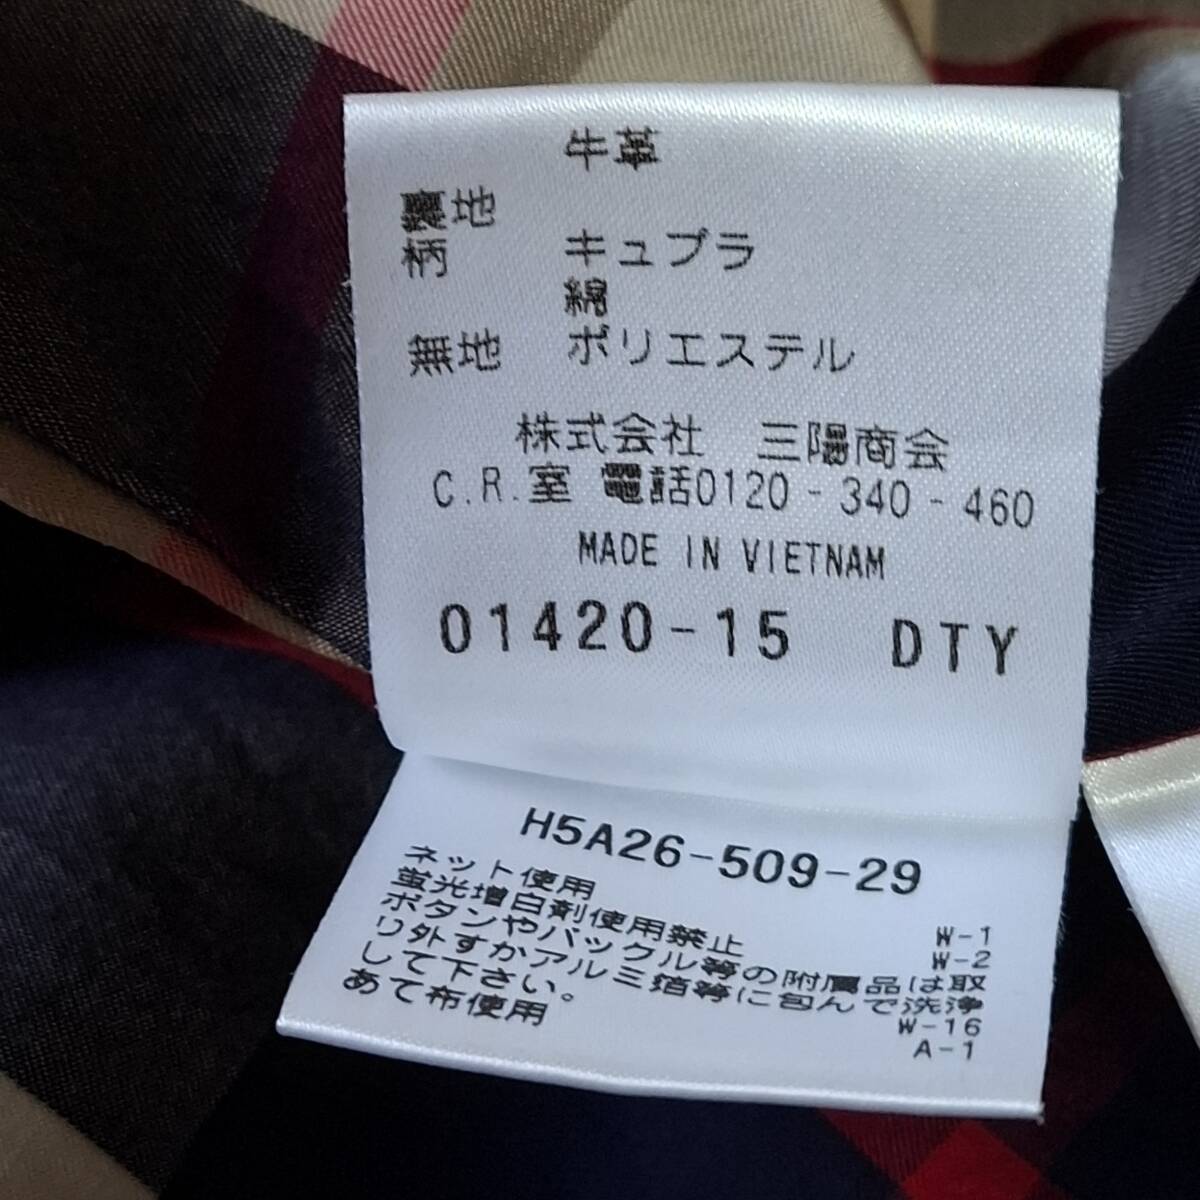 牛革
裏地
柄 キュプラ
綿
無地 ポリエステル
株式会社 三陽商会
C.R.室 電話0120-340-460
MADE IN VIETNAM
01420-15 DTY
H5A26-509-29
ネット使用
蛍光増白剤使用禁止 W-1
ボタンやバックル等の附属品は取 W-2
り外すかアルミ箔等に包んで洗浄
して下さい。 W-16
あて布使用 A-1